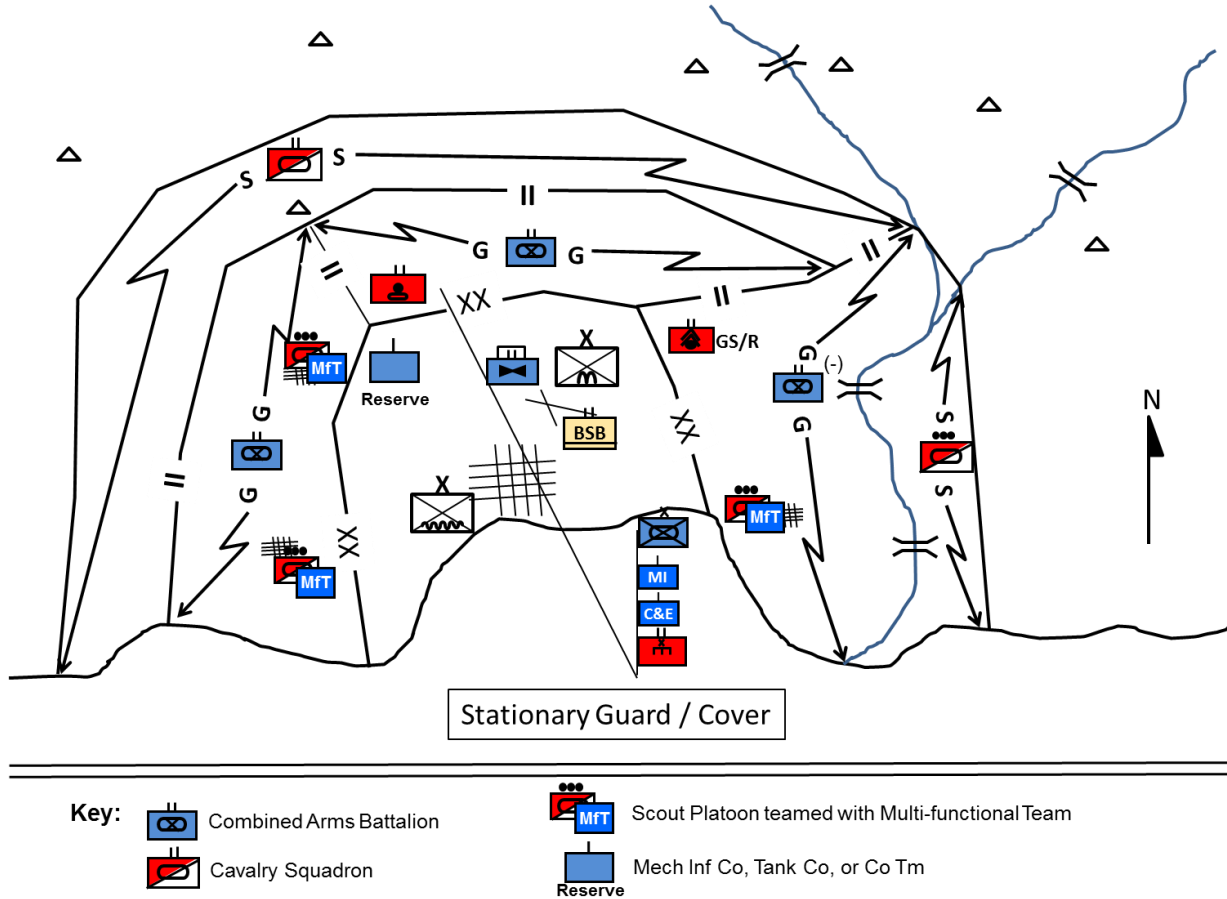 S
S
II
G
G
II
II
XX
II
N
X
GS/R
G
(-)
MfT
Reserve
G
BSB
XX
G
S
II
G
X
S
MfT
XX
MI
MfT
C&E
Stationary Guard / Cover
Key:
Combined Arms Battalion
MfT
Scout Platoon teamed with Multi-functional Team
Cavalry Squadron
Mech Inf Co, Tank Co, or Co Tm
Reserve